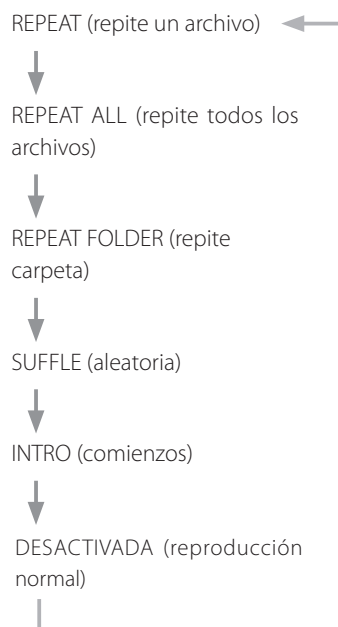 REPEAT (repite un archivo)
REPEAT ALL (repite todos los
archivos)
REPEAT FOLDER (repite
carpeta)
SUFFLE (aleatoria)
INTRO (comienzos)
DESACTIVADA (reproducción
normal)